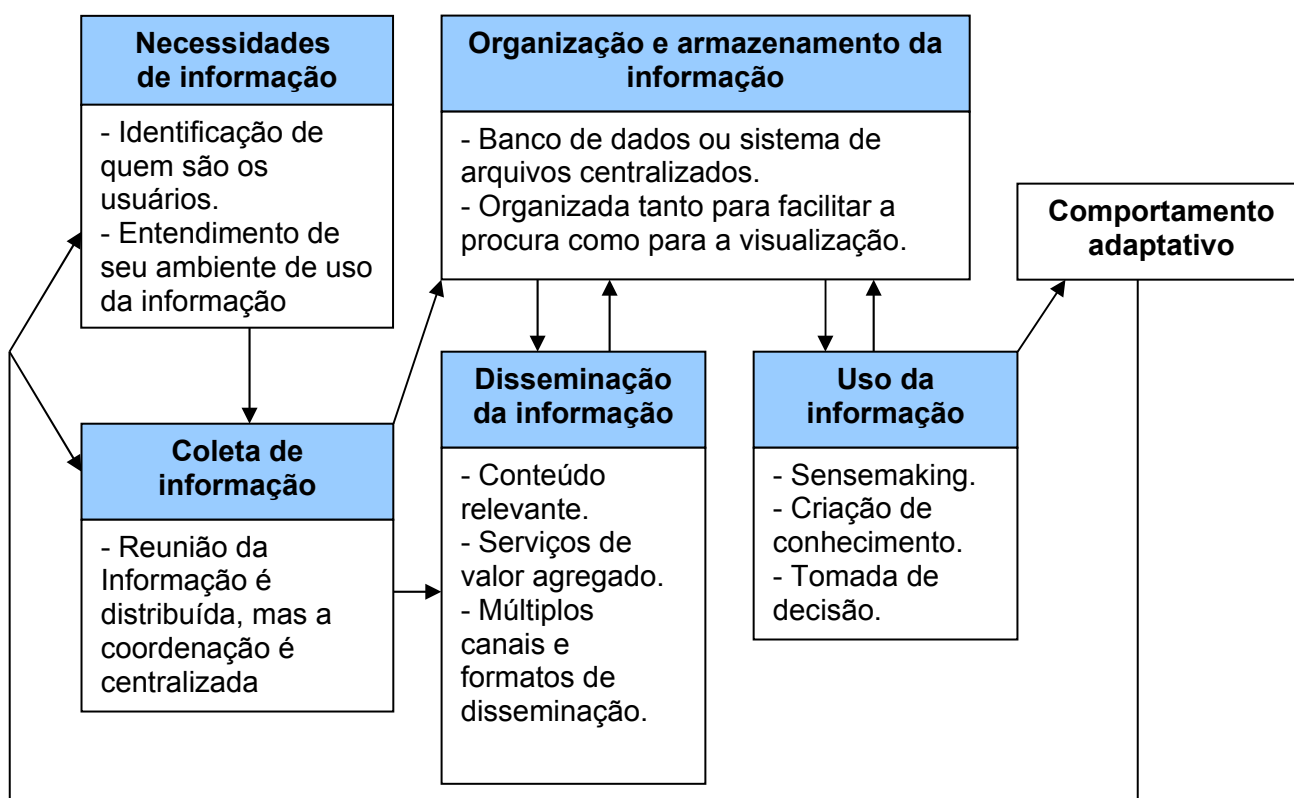 Necessidades
de informação
- Identificação de
quem são os
usuários.
- Entendimento de
seu ambiente de uso
da informação
Organização e armazenamento da
informação
- Banco de dados ou sistema de
arquivos centralizados.
- Organizada tanto para facilitar a
procura como para a visualização.
Comportamento
adaptativo
Coleta de
informação
- Reunião da
Informação é
distribuída, mas a
coordenação é
centralizada
Disseminação
da informação
- Conteúdo
relevante.
- Serviços de
valor agregado.
- Múltiplos
canais e
formatos de
disseminação.
Uso da
informação
- Sensemaking.
- Criação de
conhecimento.
- Tomada de
decisão.